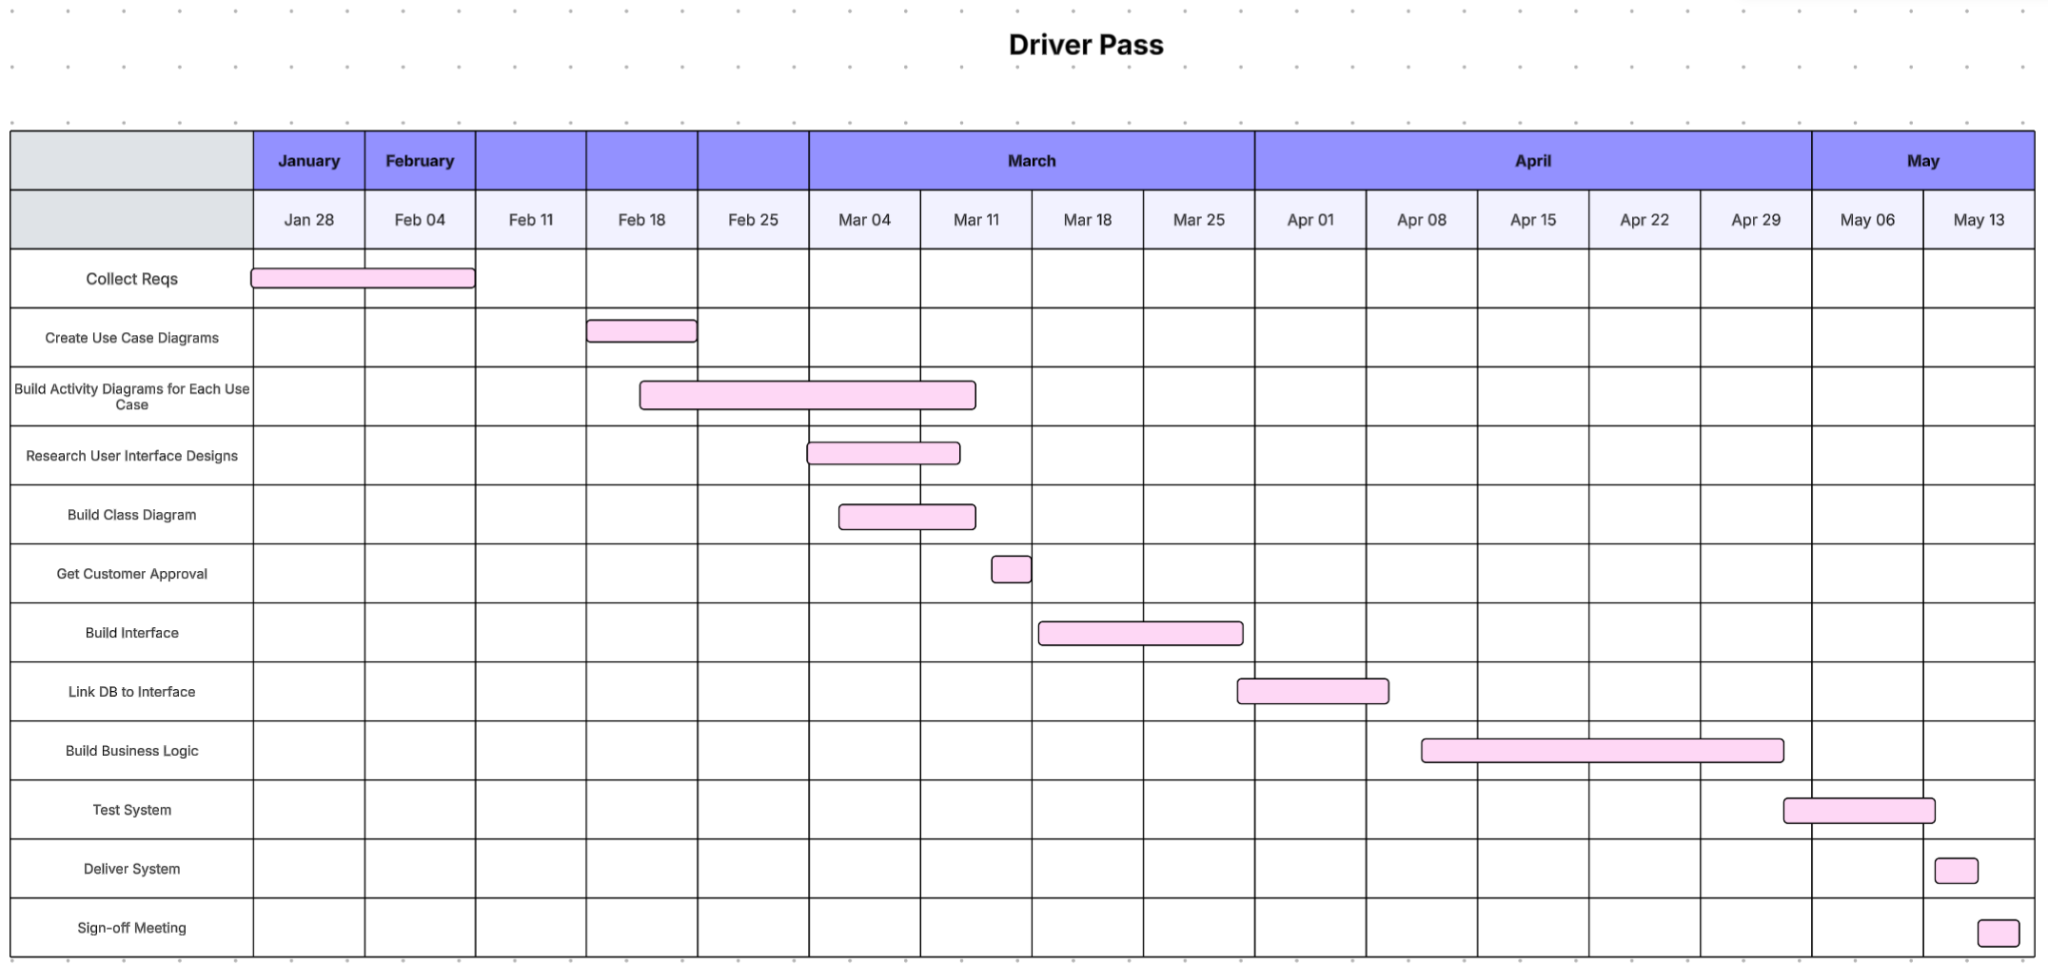 Driver Pass
January February March April May
Jan 28 Feb 04 Feb 11 Feb 18 Feb 25 Mar 04 Mar 11 Mar 18 Mar 25 Apr 01 Apr 08 Apr 15 Apr 22 Apr 29 May 06 May 13
Collect Reqs
Create Use Case Diagrams
Build Activity Diagrams for Each Use
Case
Research User Interface Designs
Build Class Diagram
Get Customer Approval
Build Interface
Link DB to Interface
Build Business Logic
Test System
Deliver System
Sign-off Meeting